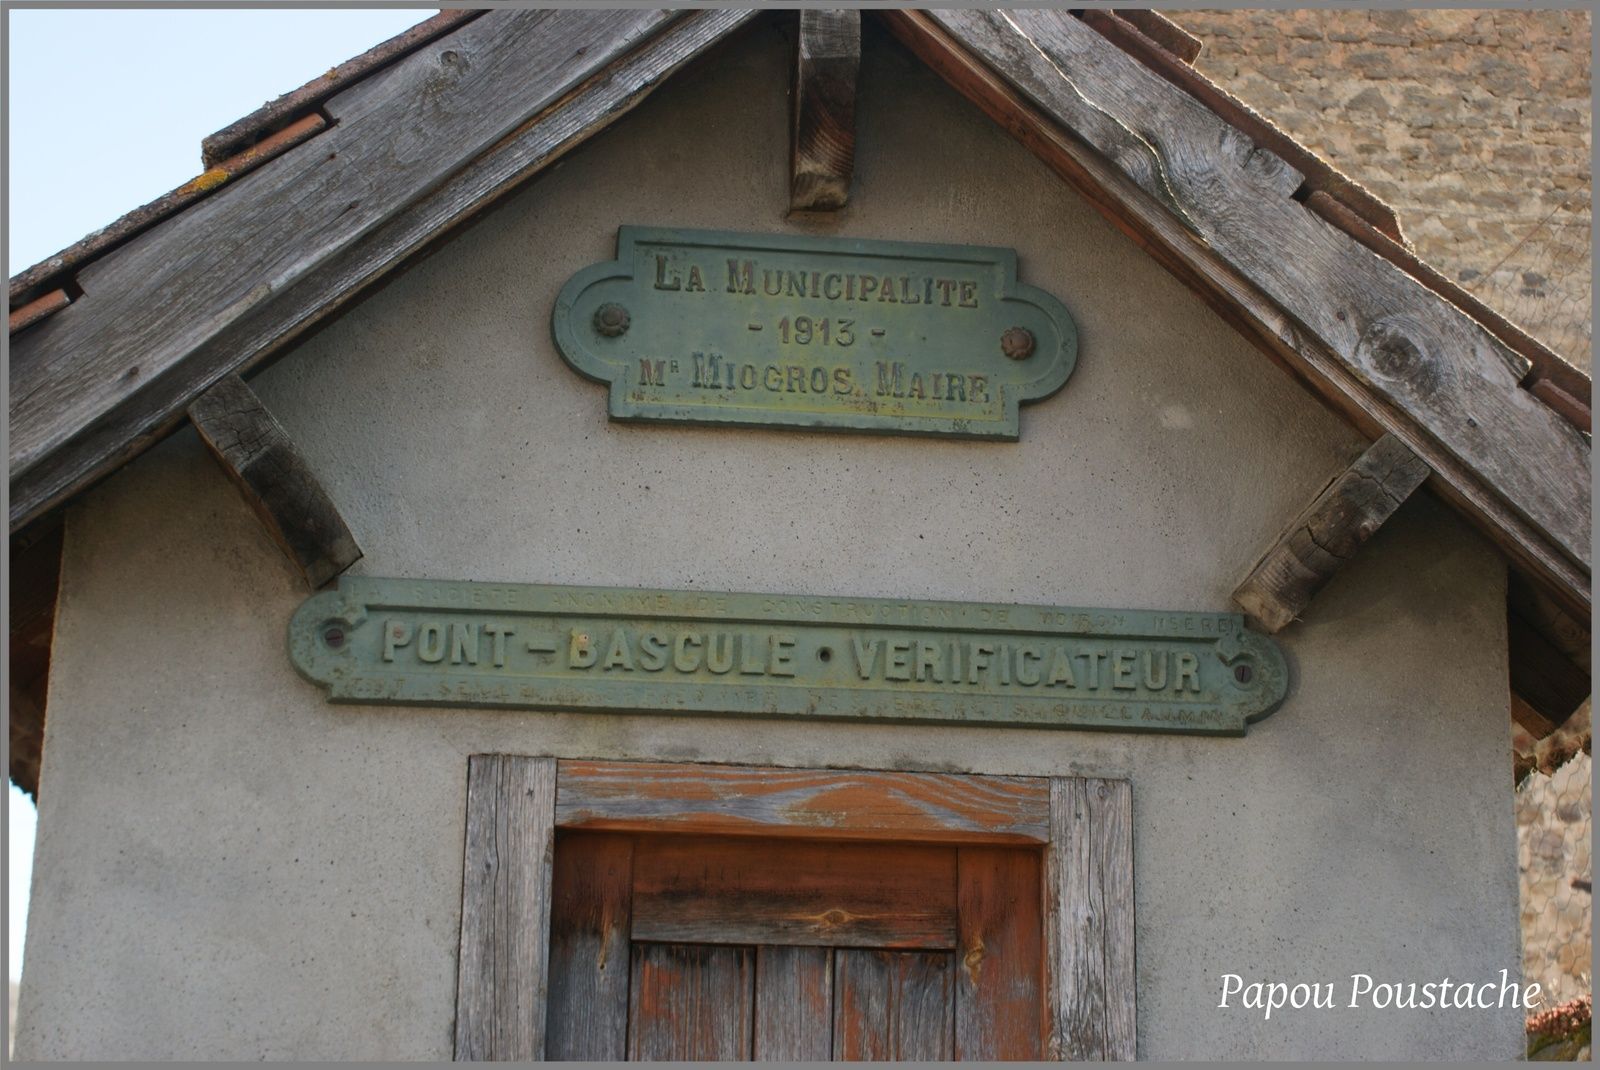 LA MUNICIPALITE
- 1913 -
MR MIOGROS MAIRE
SOCIETE ANONYME DE CONSTRUCTION DE VOIRON ISERE
PONT-BASCULE • VERIFICATEUR
Papou Poustache